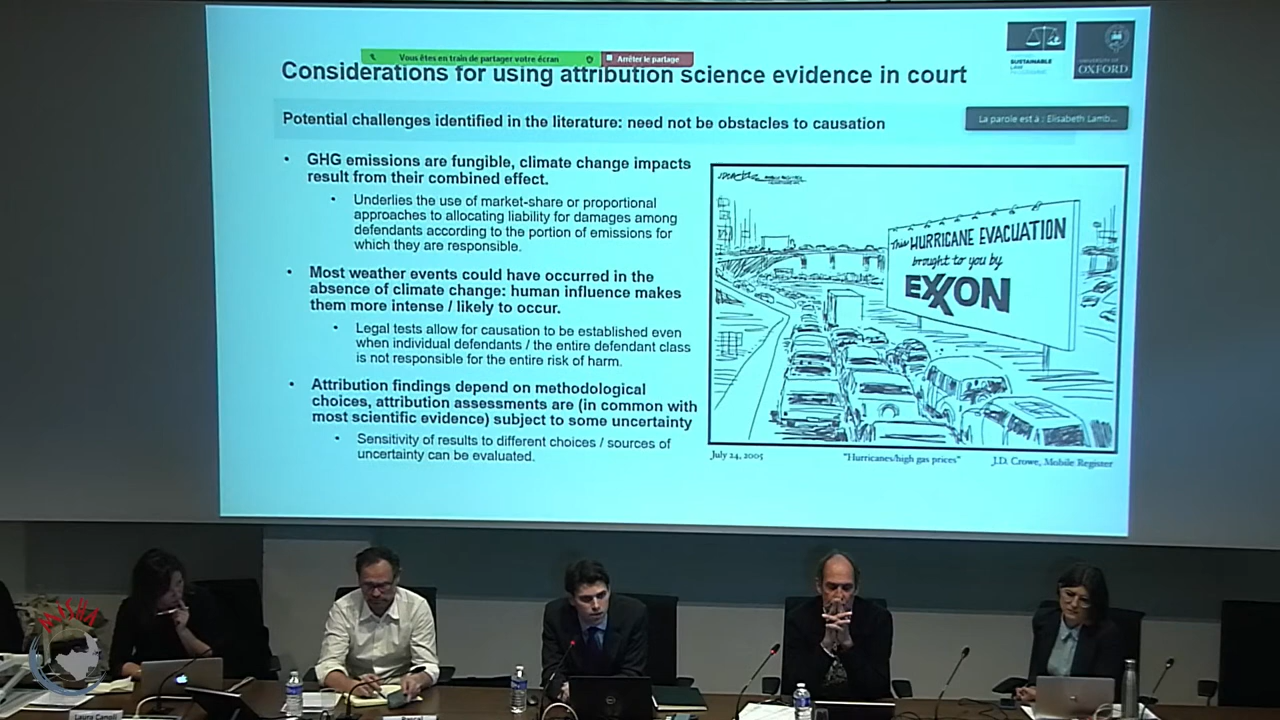 Vous êtes en train de partager votre écran
Arrêter le partage
Considerations for using attribution science evidence in court
SUSTAINABLE
LAW
UNIVERSITY OF
OXFORD
Potential challenges identified in the literature: need not be obstacles to causation
La parole est à : Elisabeth Lamb...
• GHG emissions are fungible, climate change impacts
result from their combined effect.
• Underlies the use of market-share or proportional
approaches to allocating liability for damages among
defendants according to the portion of emissions for
which they are responsible.
• Most weather events could have occurred in the
absence of climate change: human influence makes
them more intense / likely to occur.
• Legal tests allow for causation to be established even
when individual defendants / the entire defendant class
is not responsible for the entire risk of harm.
• Attribution findings depend on methodological
choices, attribution assessments are (in common with
most scientific evidence) subject to some uncertainty
• Sensitivity of results to different choices / sources of
uncertainty can be evaluated.
This HURRICANE EVACUATION
brought to you by
EXXON
July 24, 2005
"Hurricanes/high gas prices"
J.D. Crowe, Mobile Register
MISHA
Laura Canali
Pascal
DELL